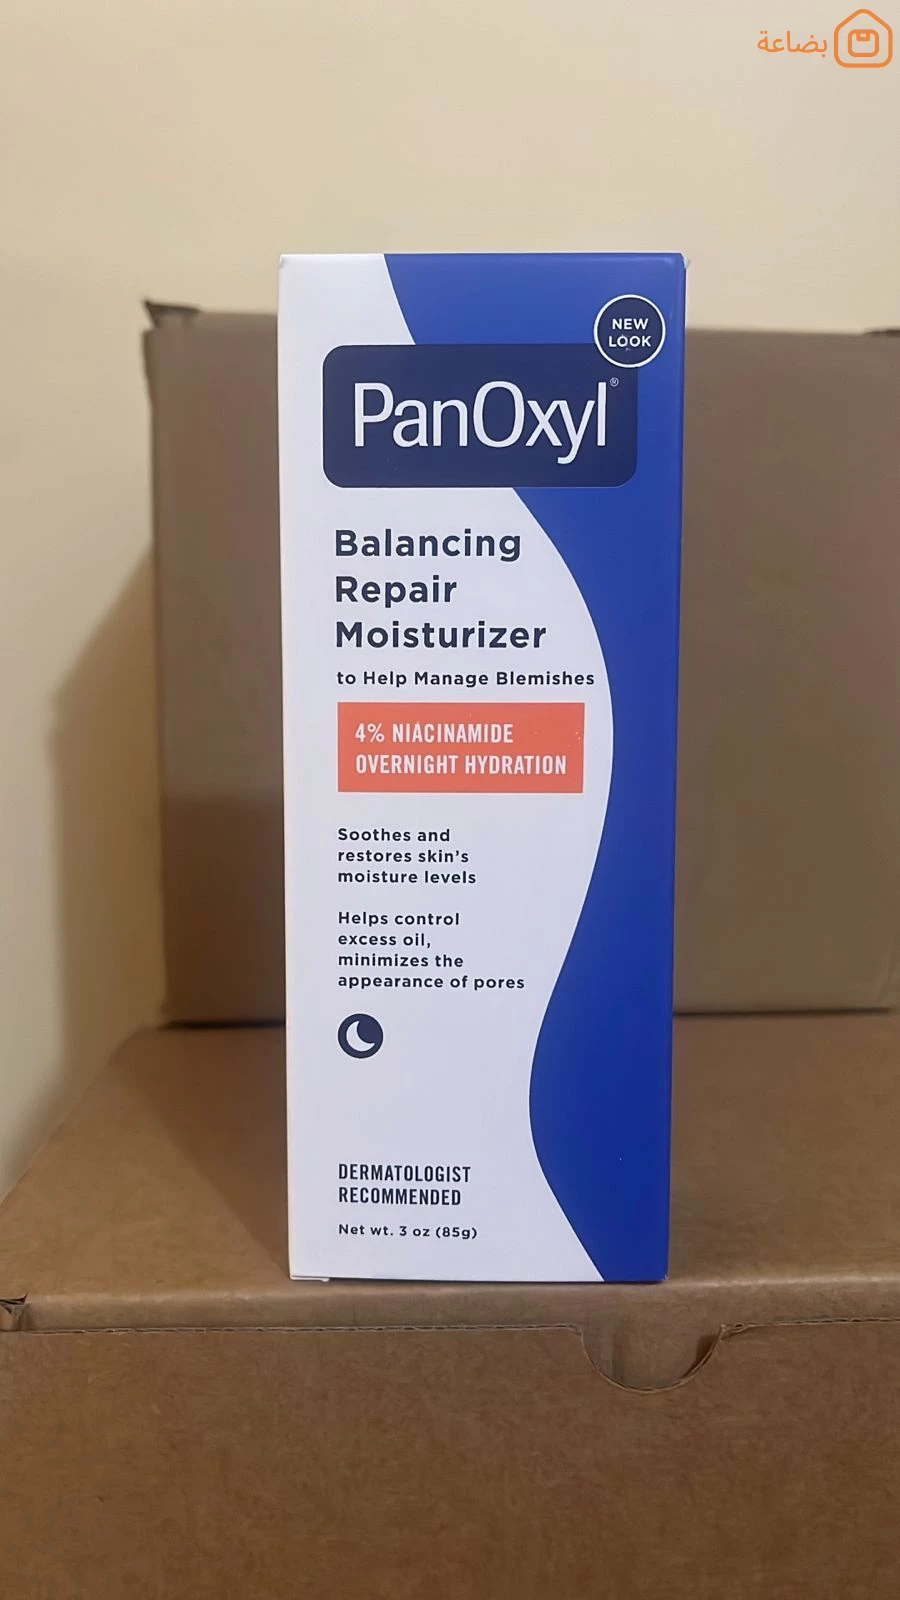 بضاعة
NEW
LOOK
PanOxyl®
Balancing
Repair
Moisturizer
to Help Manage Blemishes
4% NIACINAMIDE
OVERNIGHT HYDRATION
Soothes and
restores skin's
moisture levels
Helps control
excess oil,
minimizes the
appearance of pores
DERMATOLOGIST
RECOMMENDED
Net wt. 3 oz (85g)